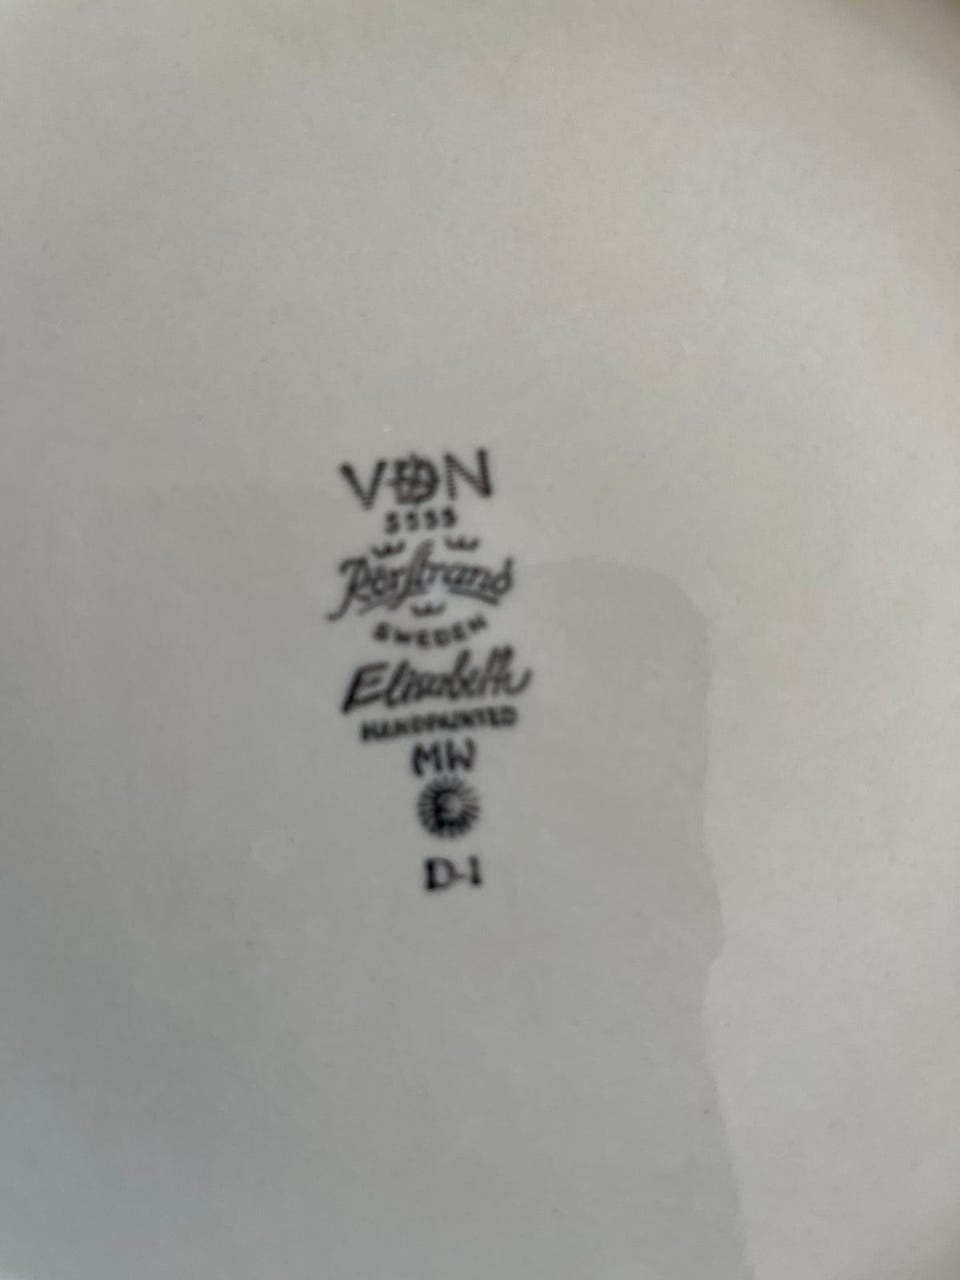 VDN
5555
Rörstrand
SWEDEN
Elisabeth
HANDPAINTED
MW
E
D-1